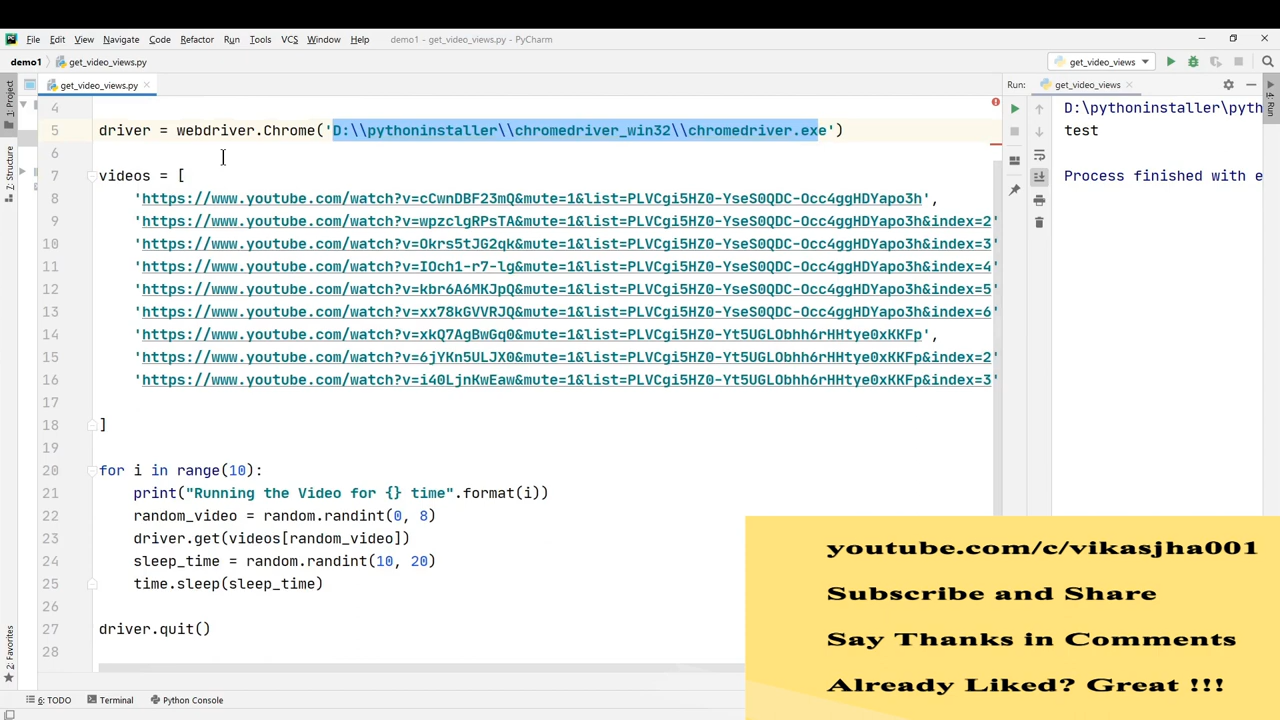 File Edit View Navigate Code Refactor Run Tools VCS Window Help demo1 - get_video_views.py - PyCharm
demo1 get_video_views.py get_video_views
1: Project
get_video_views.py
Run: get_video_views
4: Run
4
5 driver = webdriver.Chrome('D:\\pythoninstaller\\chromedriver_win32\\chromedriver.exe')
6
7 videos = [
8 'https://www.youtube.com/watch?v=cCwnDBF23mQ&mute=1&list=PLVCgi5HZ0-YseS0QDC-Occ4ggHDYapo3h',
9 'https://www.youtube.com/watch?v=wpzclgRPsTA&mute=1&list=PLVCgi5HZ0-YseS0QDC-Occ4ggHDYapo3h&index=2'
10 'https://www.youtube.com/watch?v=Okrs5tJG2qk&mute=1&list=PLVCgi5HZ0-YseS0QDC-Occ4ggHDYapo3h&index=3'
11 'https://www.youtube.com/watch?v=IOch1-r7-lg&mute=1&list=PLVCgi5HZ0-YseS0QDC-Occ4ggHDYapo3h&index=4
12 'https://www.youtube.com/watch?v=kbr6A6MKJpQ&mute=1&list=PLVCgi5HZ0-YseS0QDC-Occ4ggHDYapo3h&index=5
13 'https://www.youtube.com/watch?v=xx78kGVVRJQ&mute=1&list=PLVCgi5HZ0-YseS0QDC-Occ4ggHDYapo3h&index=6
14 'https://www.youtube.com/watch?v=xkQ7AgBwGq0&mute=1&list=PLVCgi5HZ0-Yt5UGLObhh6rHHtye0xKKFp',
15 'https://www.youtube.com/watch?v=6jYKn5ULJX0&mute=1&list=PLVCgi5HZ0-Yt5UGLObhh6rHHtye0xKKFp&index=2'
16 'https://www.youtube.com/watch?v=i40LjnKwEaw&mute=1&list=PLVCgi5HZ0-Yt5UGLObhh6rHHtye0xKKFp&index=3'
17
18 ]
19
20 for i in range(10):
21 print("Running the Video for {} time".format(i))
22 random_video = random.randint(0, 8)
23 driver.get(videos[random_video])
24 sleep_time = random.randint(10, 20)
25 time.sleep(sleep_time)
26
27 driver.quit()
28
D:\pythoninstaller\pyth
test
Process finished with e
Z: Structure
2: Favorites
youtube.com/c/vikasjha001
Subscribe and Share
Say Thanks in Comments
Already Liked? Great !!!
6: TODO Terminal Python Console